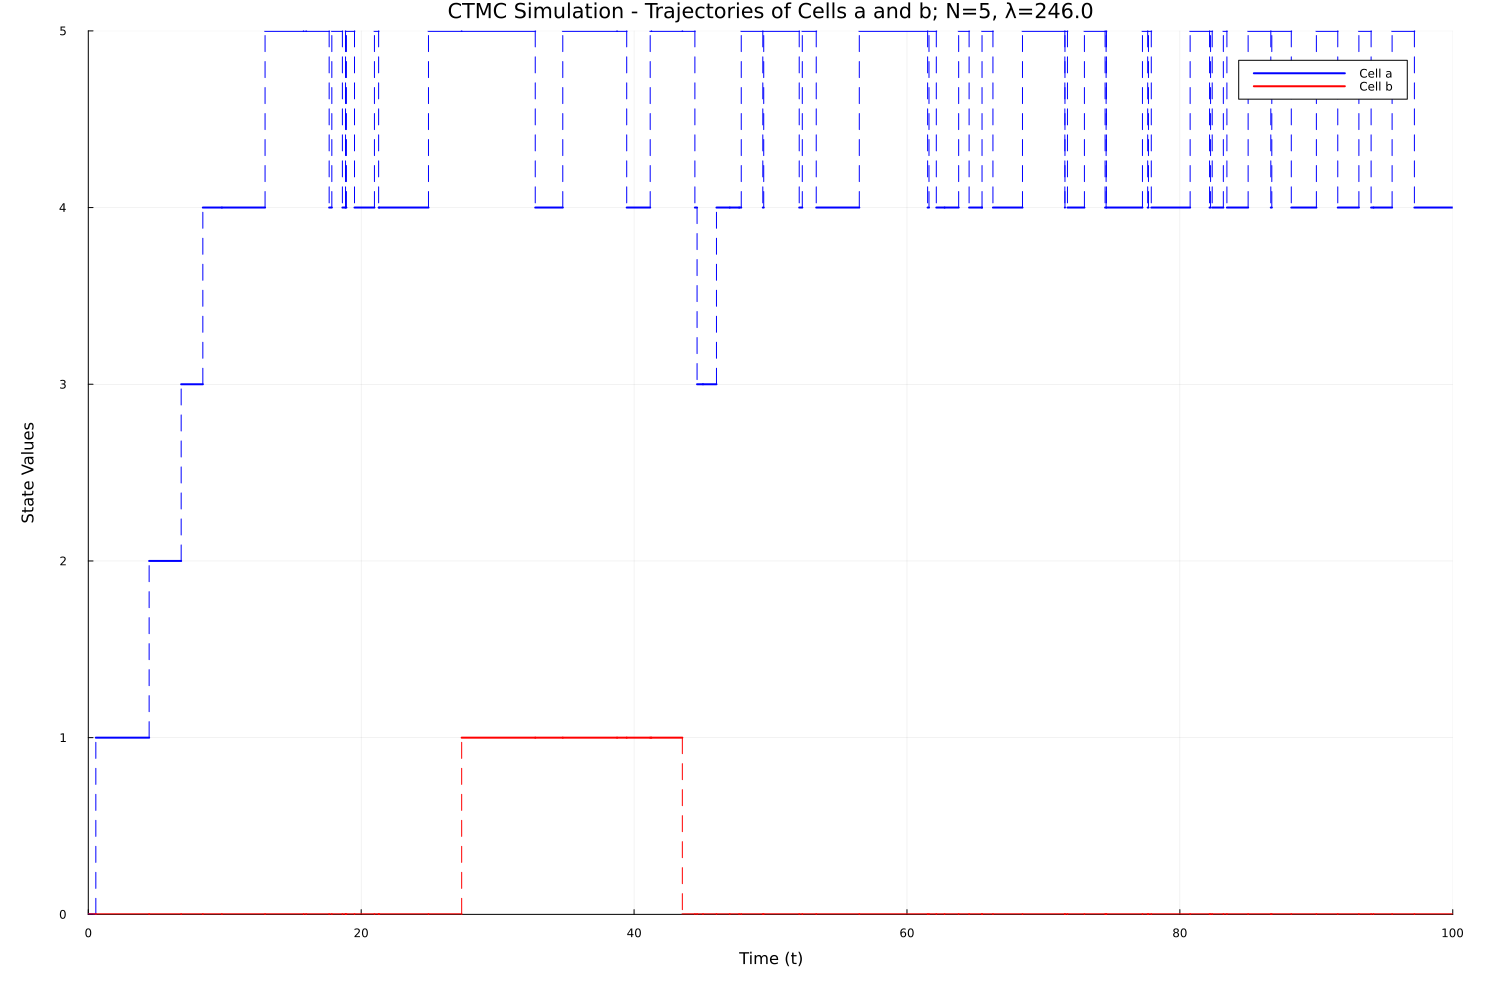 CTMC Simulation - Trajectories of Cells a and b; N=5, λ=246.0
5
Cell a
Cell b
4
3
State Values
2
1
0
0 20 40 60 80 100
Time (t)